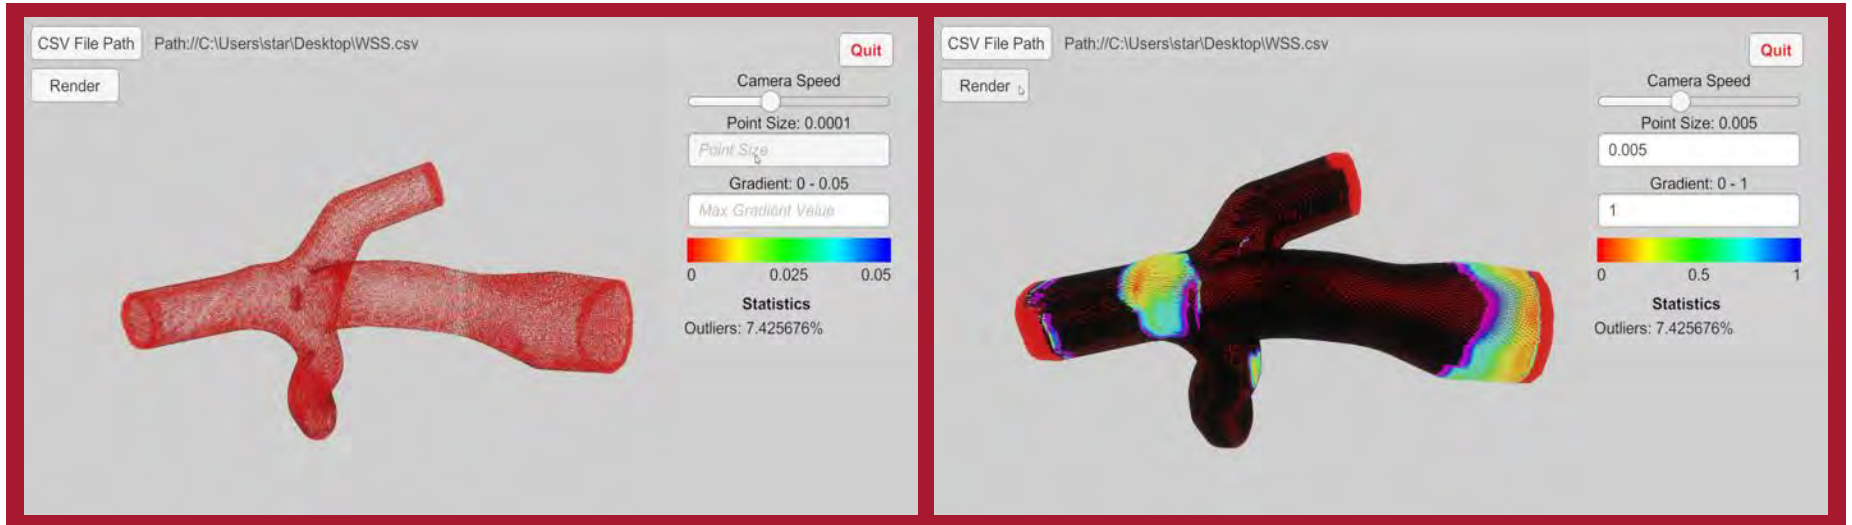 CSV File Path Path://C:\Users\star\Desktop\WSS.csv
Quit
Render
Camera Speed
Point Size: 0.0001
Point Size
Gradient: 0 - 0.05
Max Gradient Value
0 0.025 0.05
Statistics
Outliers: 7.425676%
CSV File Path Path://C:\Users\star\Desktop\WSS.csv
Quit
Render
Camera Speed
Point Size: 0.005
0.005
Gradient: 0 - 1
1
0 0.5 1
Statistics
Outliers: 7.425676%